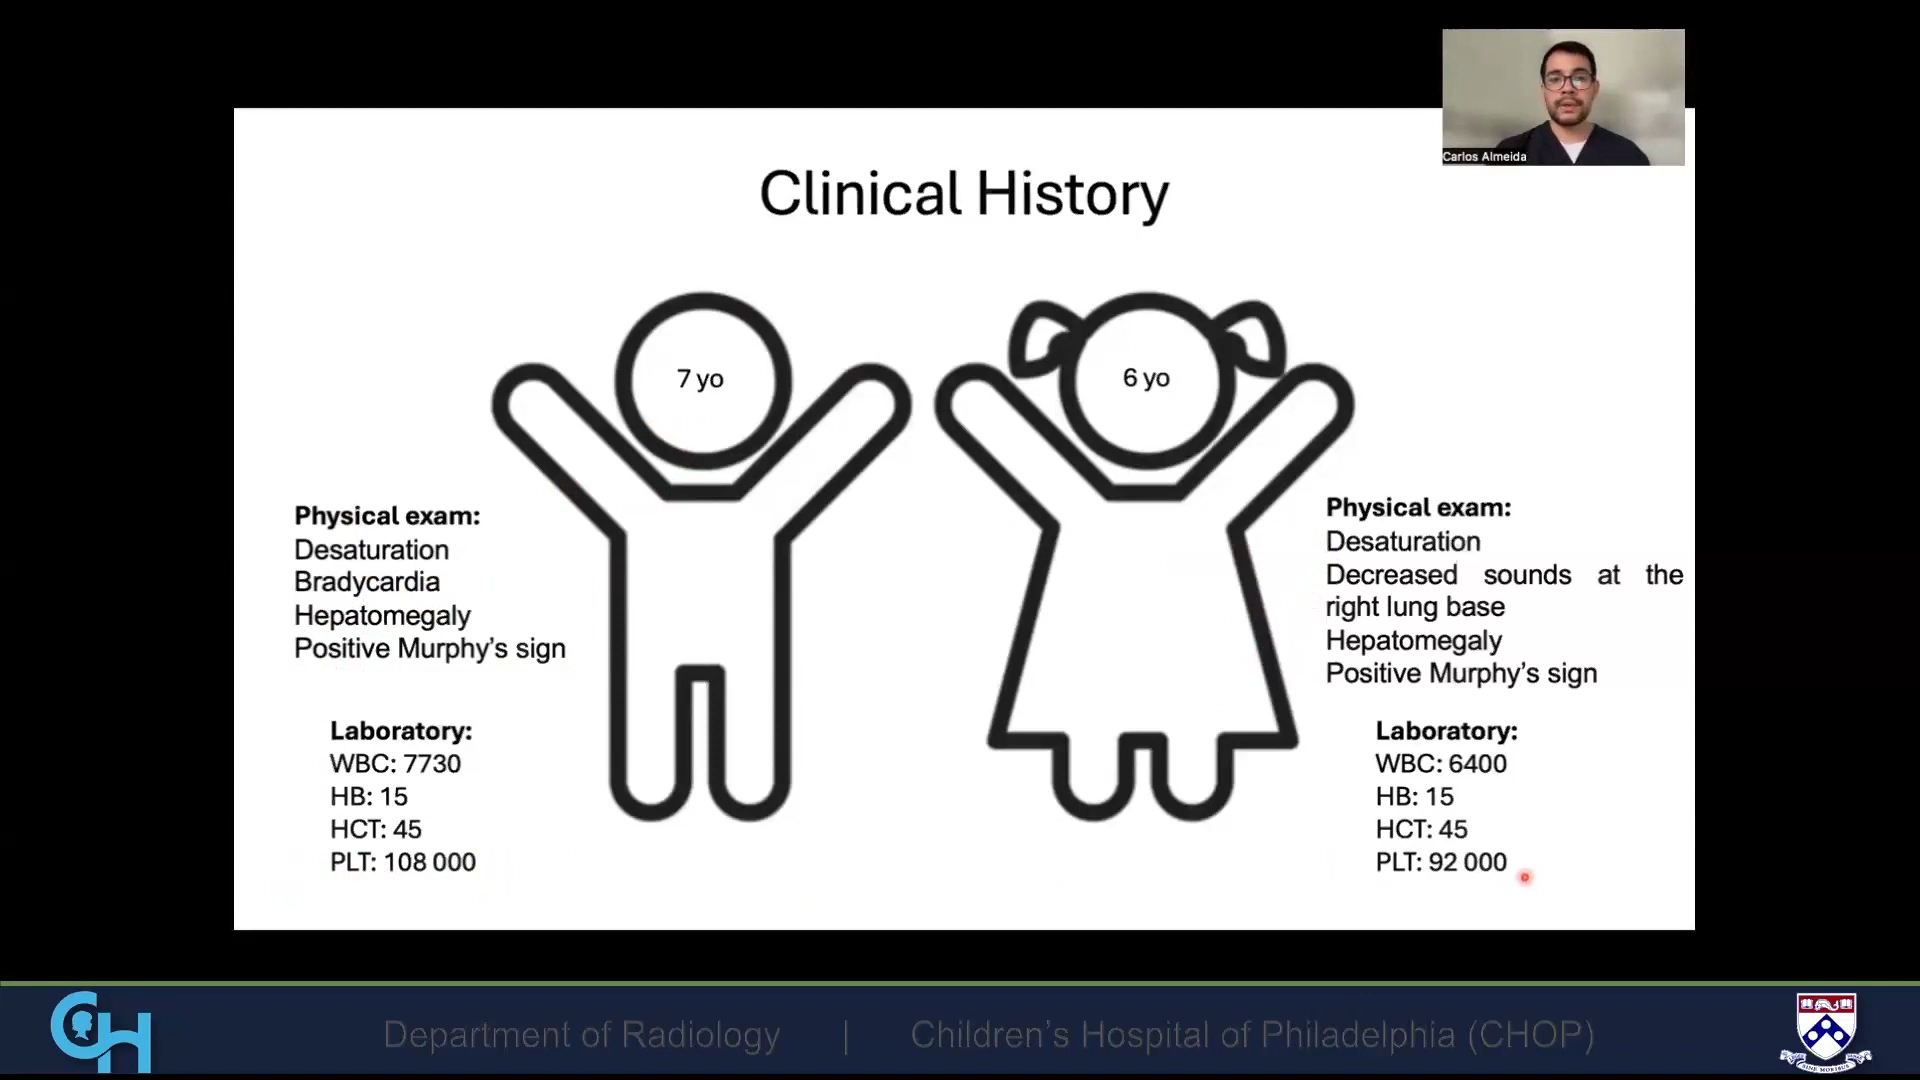 Carlos Almeida
Clinical History
7 yo
6 yo
Physical exam:
Desaturation
Bradycardia
Hepatomegaly
Positive Murphy’s sign
Laboratory:
WBC: 7730
HB: 15
HCT: 45
PLT: 108 000
Physical exam:
Desaturation
Decreased sounds at the
right lung base
Hepatomegaly
Positive Murphy’s sign
Laboratory:
WBC: 6400
HB: 15
HCT: 45
PLT: 92 000
CH
Department of Radiology | Children’s Hospital of Philadelphia (CHOP)